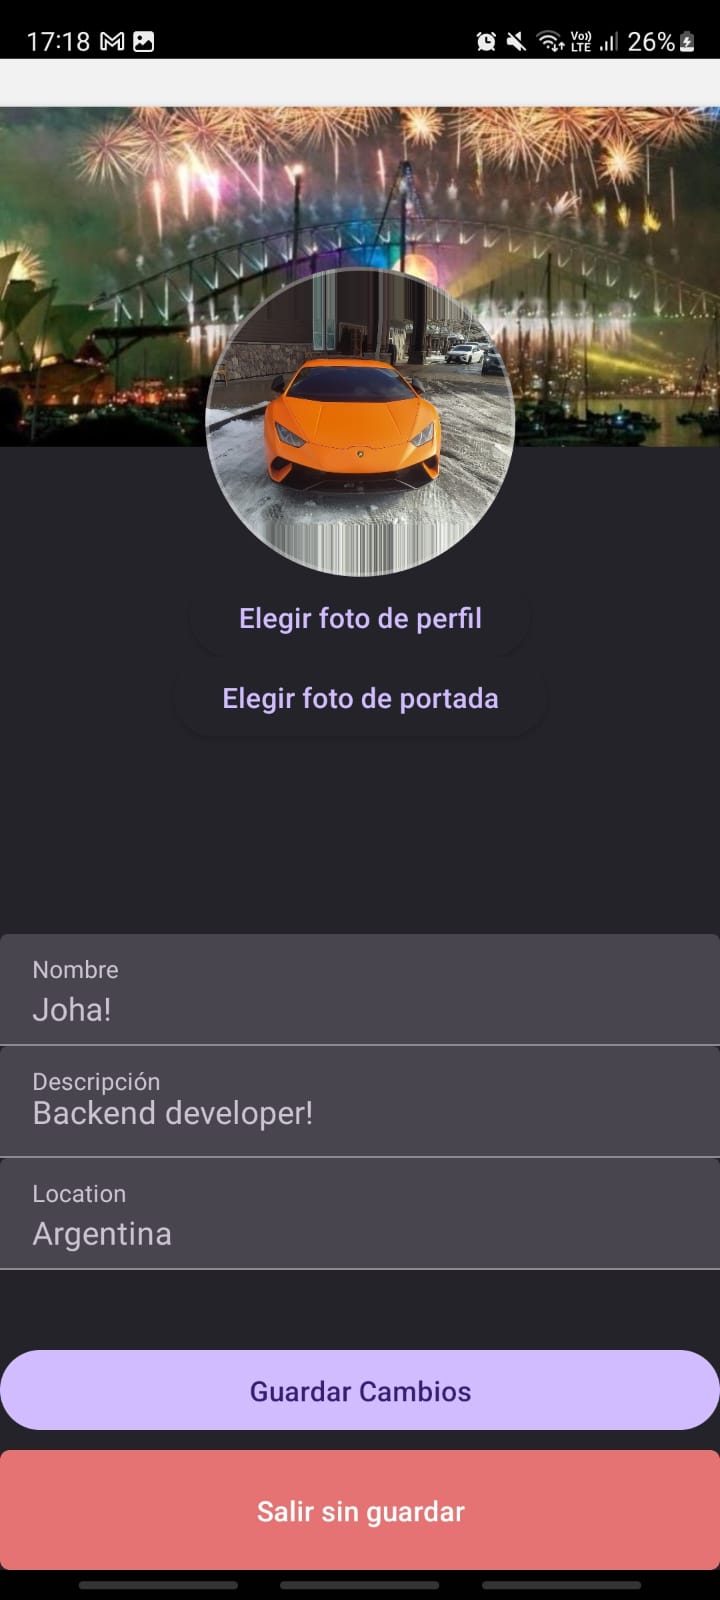 17:18
Vo))
LTE
26%
Elegir foto de perfil
Elegir foto de portada
Nombre
Joha!
Descripción
Backend developer!
Location
Argentina
Guardar Cambios
Salir sin guardar